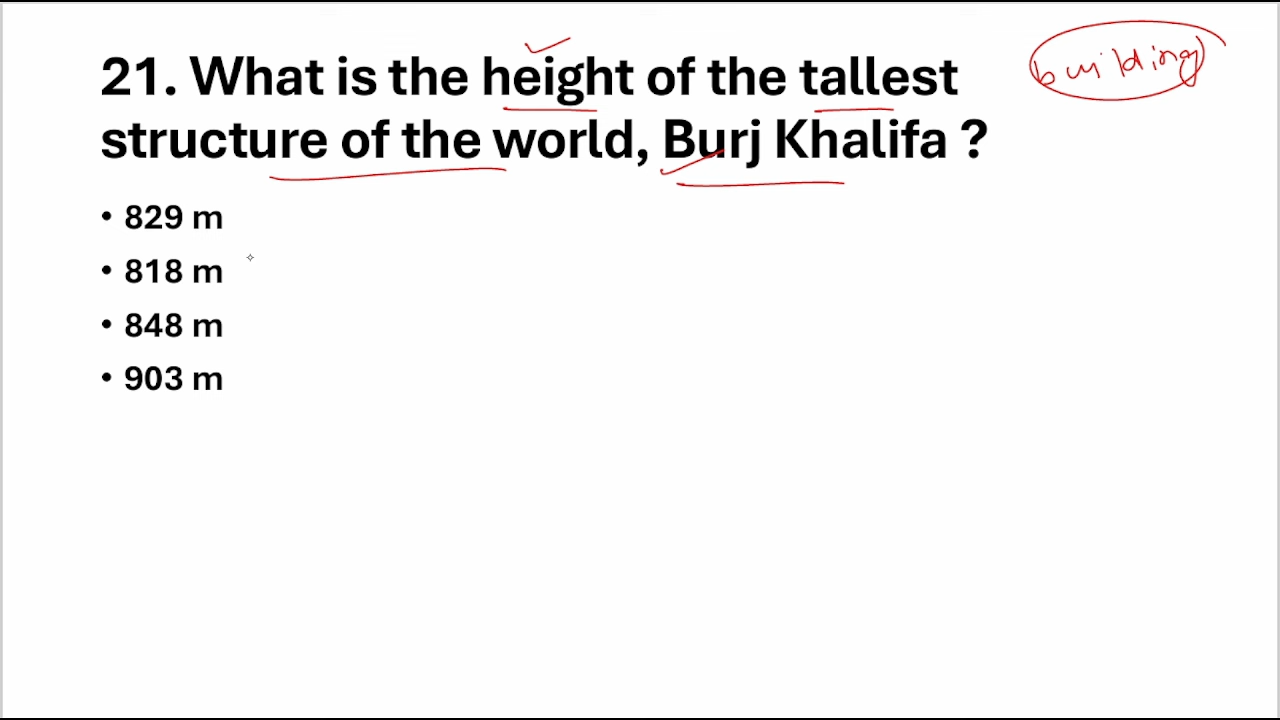 building
21. What is the height of the tallest
structure of the world, Burj Khalifa ?
• 829 m
• 818 m
• 848 m
• 903 m